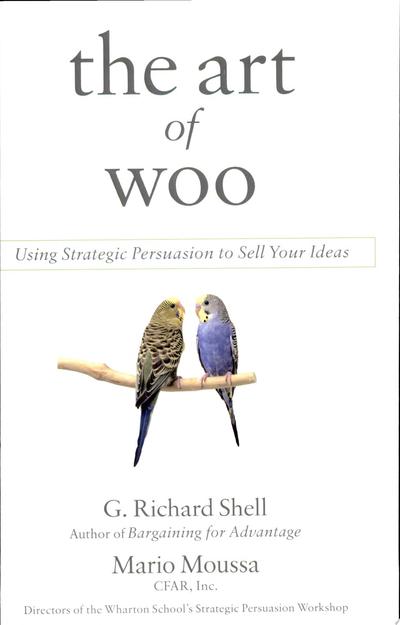 the art
of
woo
Using Strategic Persuasion to Sell Your Ideas
G. Richard Shell
Author of Bargaining for Advantage
Mario Moussa
CFAR, Inc.
Directors of the Wharton School's Strategic Persuasion Workshop